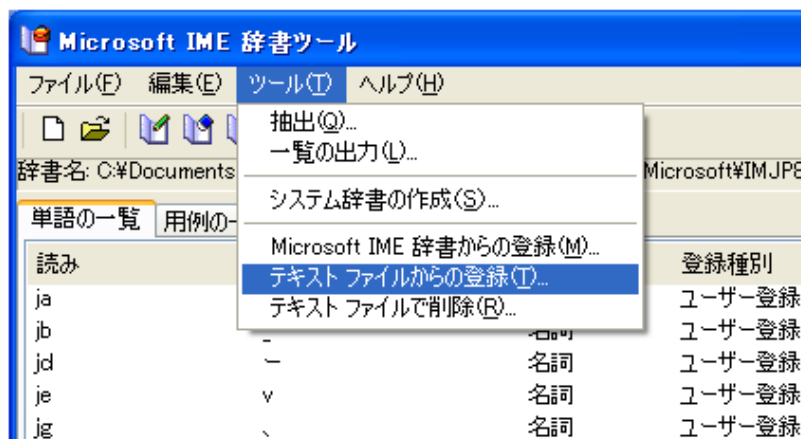 Microsoft IME 辞書ツール
ファイル(F) 編集(E) ツール(T) ヘルプ(H)
抽出(Q)...
一覧の出力(L)...
辞書名: C:¥Documents Microsoft¥IMJP8
システム辞書の作成(S)...
単語の一覧 用例の一
Microsoft IME 辞書からの登録(M)...
読み 登録種別
テキスト ファイルからの登録(T)...
ja ユーザー登録
テキスト ファイルで削除(R)...
jb 名詞 ユーザー登録
jd 名詞 ユーザー登録
je v 名詞 ユーザー登録
jg 、 名詞 ユーザー登録